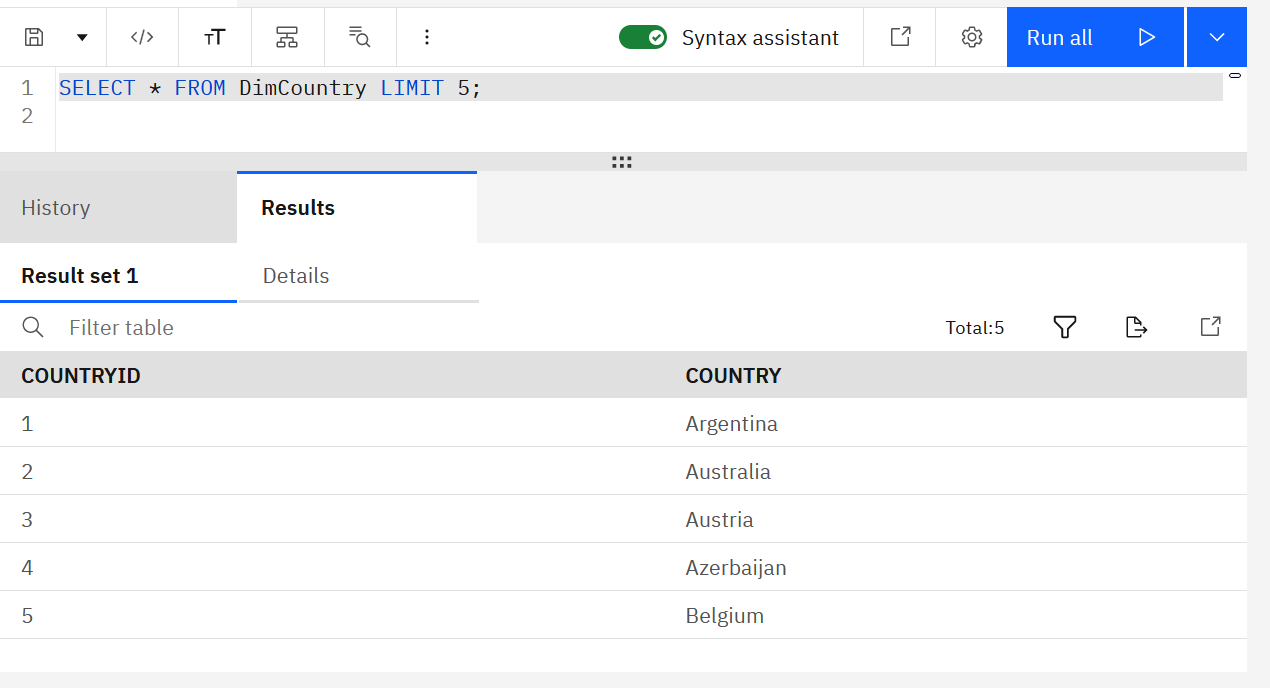 </> TT Syntax assistant Run all
1 SELECT * FROM DimCountry LIMIT 5;
2
History Results
Result set 1 Details
Filter table Total:5
COUNTRYID COUNTRY
1 Argentina
2 Australia
3 Austria
4 Azerbaijan
5 Belgium